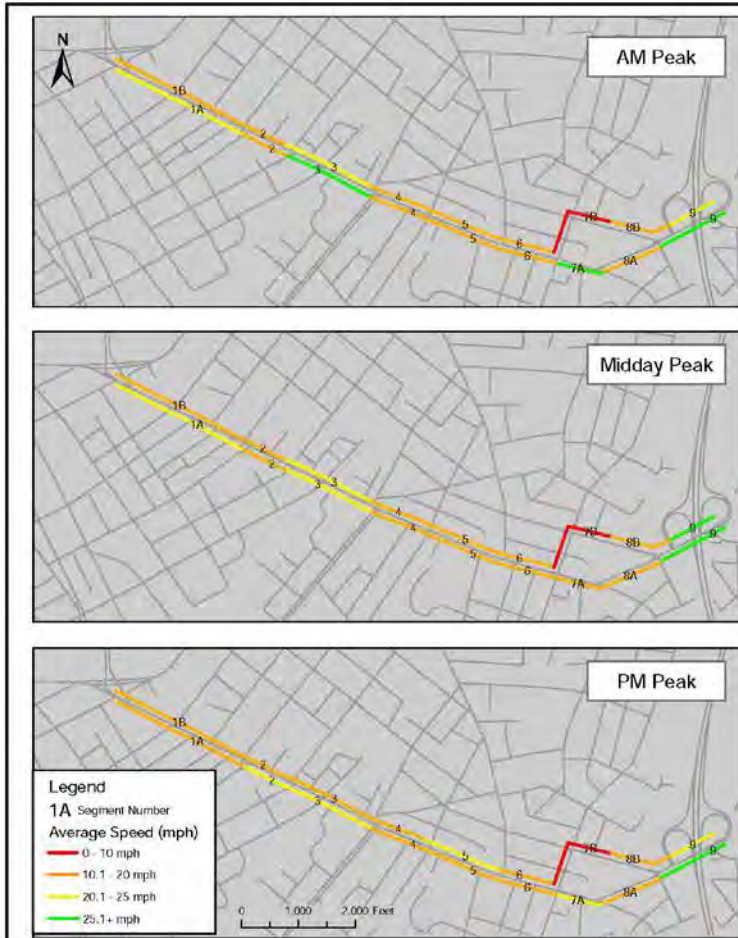 N
AM Peak
1B
1A
2
2
3
3
4
4
5
5
6
6
7B
8B
9
9
7A
8A
Midday Peak
1B
1A
2
2
3
3
4
4
5
5
6
6
7B
8B
9
9
7A
8A
PM Peak
1B
1A
2
2
3
3
4
4
5
5
6
6
7B
8B
9
9
7A
8A
Legend
1A Segment Number
Average Speed (mph)
0 - 10 mph
10.1 - 20 mph
20.1 - 25 mph
25.1+ mph
0 1,000 2,000 Feet